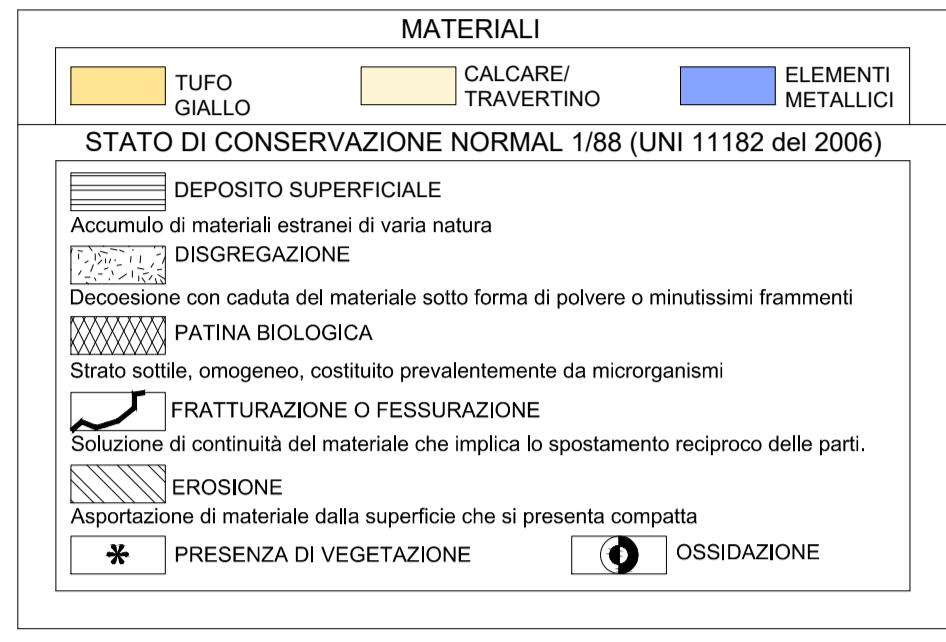 MATERIALI
TUFO
GIALLO
CALCARE/
TRAVERTINO
ELEMENTI
METALLICI
STATO DI CONSERVAZIONE NORMAL 1/88 (UNI 11182 del 2006)
DEPOSITO SUPERFICIALE
Accumulo di materiali estranei di varia natura
DISGREGAZIONE
Decoesione con caduta del materiale sotto forma di polvere o minutissimi frammenti
PATINA BIOLOGICA
Strato sottile, omogeneo, costituito prevalentemente da microrganismi
FRATTURAZIONE O FESSURAZIONE
Soluzione di continuità del materiale che implica lo spostamento reciproco delle parti.
EROSIONE
Asportazione di materiale dalla superficie che si presenta compatta
PRESENZA DI VEGETAZIONE
OSSIDAZIONE